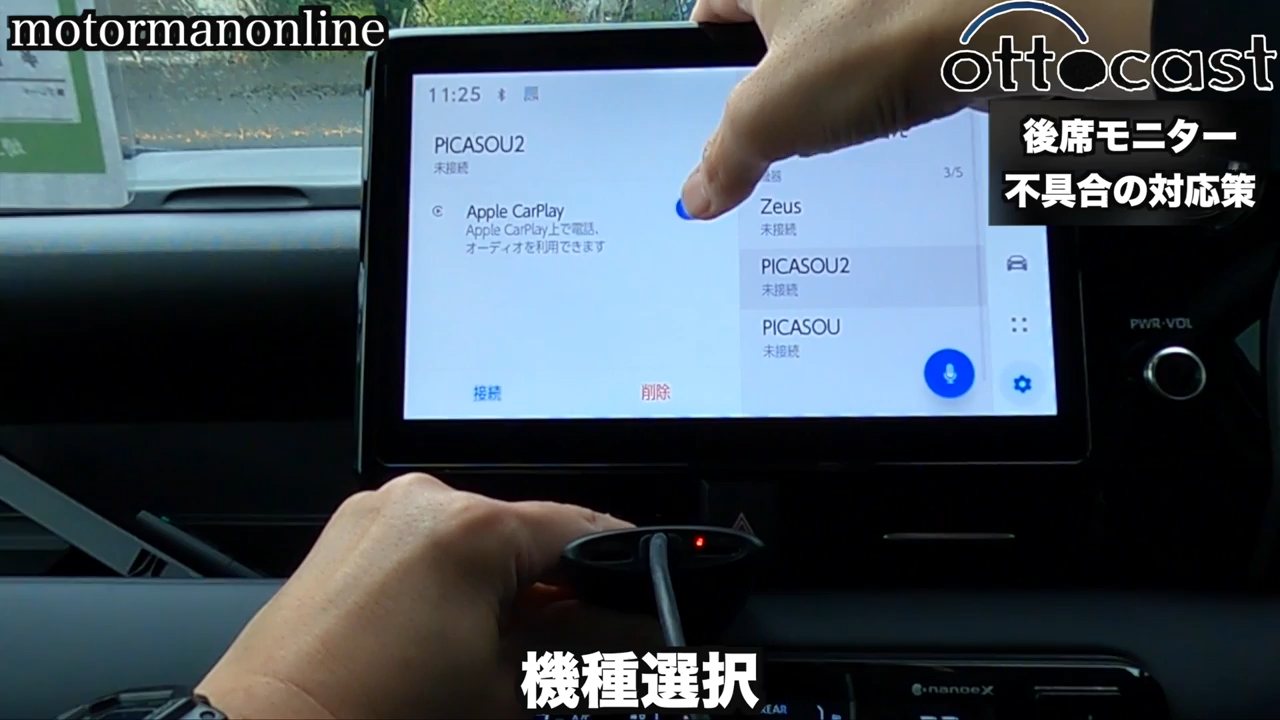 motormanonline
ottocast
後席モニター
不具合の対応策
11:25
PICASOU2
未接続
Apple CarPlay
Apple CarPlay上で電話、
オーディオを利用できます
接続
削除
3/5
Zeus
未接続
PICASOU2
未接続
PICASOU
未接続
PWR·VOL
機種選択
nanoeX
REAR